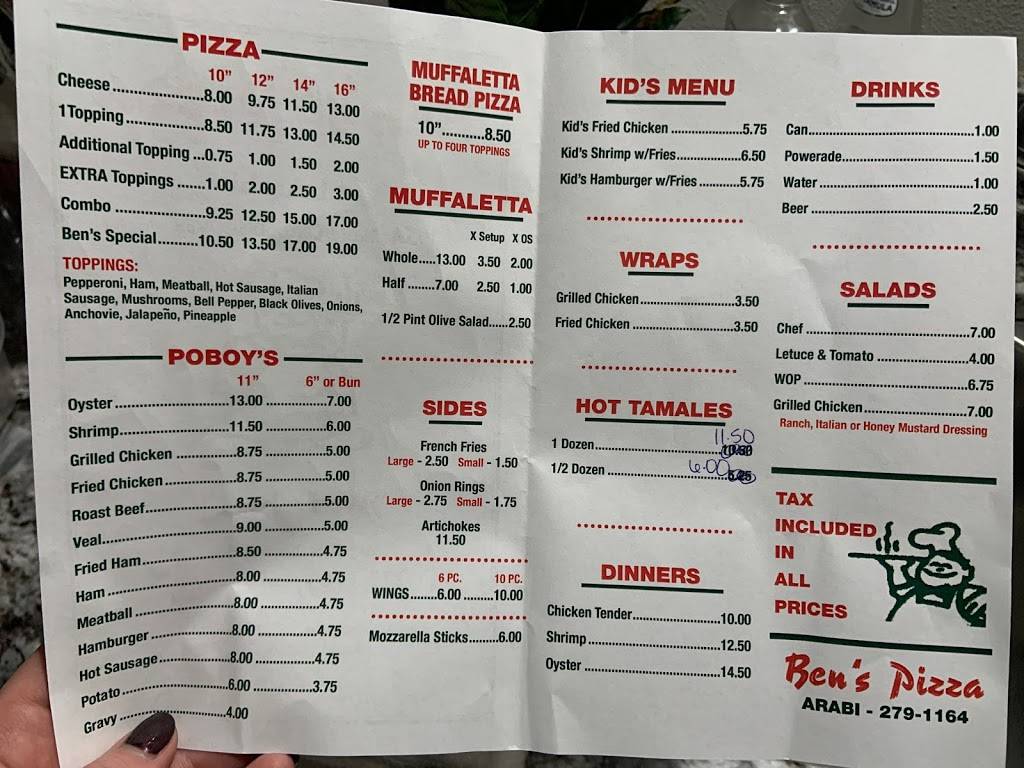 PIZZA
10" 12" 14" 16"
Cheese....................8.00 9.75 11.50 13.00
1Topping..................8.50 11.75 13.00 14.50
Additional Topping ...0.75 1.00 1.50 2.00
EXTRA Toppings ......1.00 2.00 2.50 3.00
Combo ....................9.25 12.50 15.00 17.00
Ben's Special..........10.50 13.50 17.00 19.00
TOPPINGS:
Pepperoni, Ham, Meatball, Hot Sausage, Italian
Sausage, Mushrooms, Bell Pepper, Black Olives, Onions,
Anchovie, Jalapeño, Pineapple
POBOY'S
11" 6" or Bun
Oyster..........................13.00 ...............7.00
Shrimp.........................11.50 ...............6.00
Grilled Chicken ..............8.75 ...............5.00
Fried Chicken.................8.75 ...............5.00
Roast Beef.....................8.75 ...............5.00
Veal...............................9.00 ...............5.00
Fried Ham......................8.50 ...............4.75
Ham ..............................8.00 ...............4.75
Meatball ........................8.00 ...............4.75
Hamburger ....................8.00 ...............4.75
Hot Sausage...................8.00 ...............4.75
Potato ...........................6.00 ...............3.75
Gravy ............................4.00
MUFFALETTA
BREAD PIZZA
10"...........8.50
UP TO FOUR TOPPINGS
MUFFALETTA
X Setup X OS
Whole.....13.00 3.50 2.00
Half ........7.00 2.50 1.00
1/2 Pint Olive Salad......2.50
SIDES
French Fries
Large - 2.50 Small - 1.50
Onion Rings
Large - 2.75 Small - 1.75
Artichokes
11.50
6 PC. 10 PC.
WINGS.......6.00 .........10.00
Mozzarella Sticks.........6.00
KID'S MENU
Kid's Fried Chicken ..................5.75
Kid's Shrimp w/Fries.................6.50
Kid's Hamburger w/Fries ..........5.75
WRAPS
Grilled Chicken..............................3.50
Fried Chicken ................................3.50
HOT TAMALES
1 Dozen.................................11.50
1/2 Dozen ..............................6.00
DINNERS
Chicken Tender..............................10.00
Shrimp ..........................................12.50
Oyster ...........................................14.50
DRINKS
Can..............................................1.00
Powerade.....................................1.50
Water ...........................................1.00
Beer .............................................2.50
SALADS
Chef .............................................7.00
Letuce & Tomato ..........................4.00
WOP .............................................6.75
Grilled Chicken.............................7.00
Ranch, Italian or Honey Mustard Dressing
TAX
INCLUDED
IN
ALL
PRICES
Ben's Pizza
ARABI - 279-1164